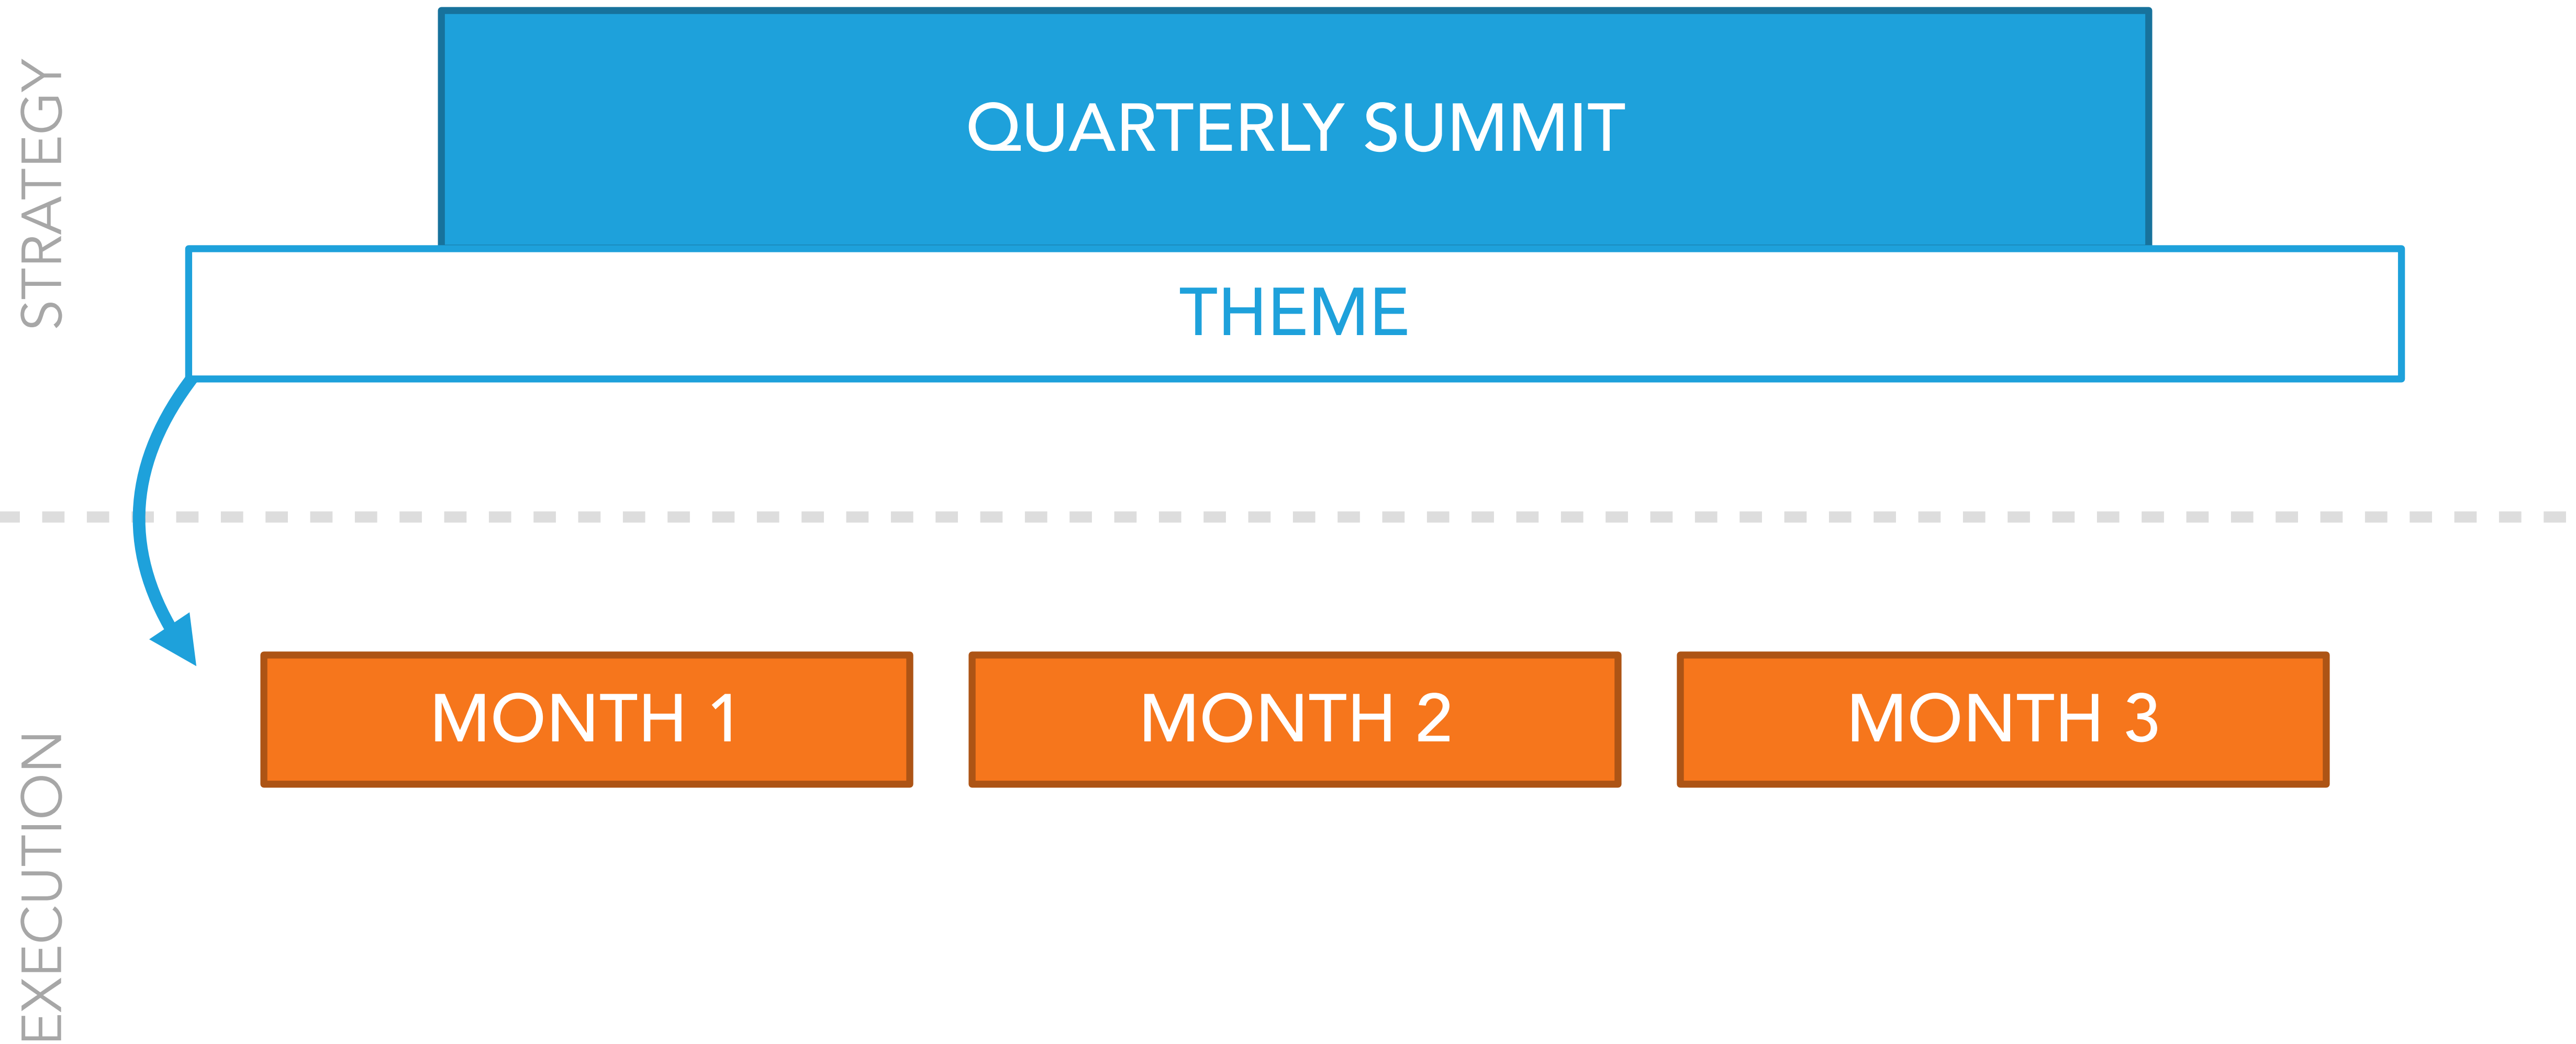 STRATEGY
QUARTERLY SUMMIT
THEME
EXECUTION
MONTH 1
MONTH 2
MONTH 3